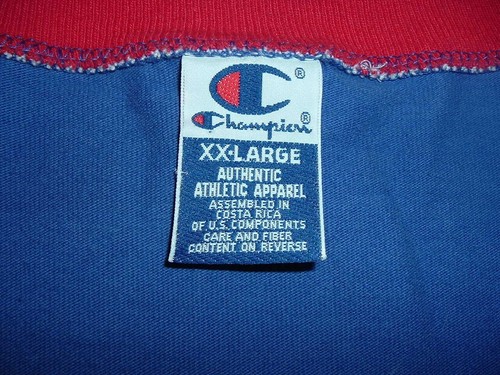 ®
Champion®
XX-LARGE
AUTHENTIC
ATHLETIC APPAREL
ASSEMBLED IN
COSTA RICA
OF U.S. COMPONENTS
CARE AND FIBER
CONTENT ON REVERSE